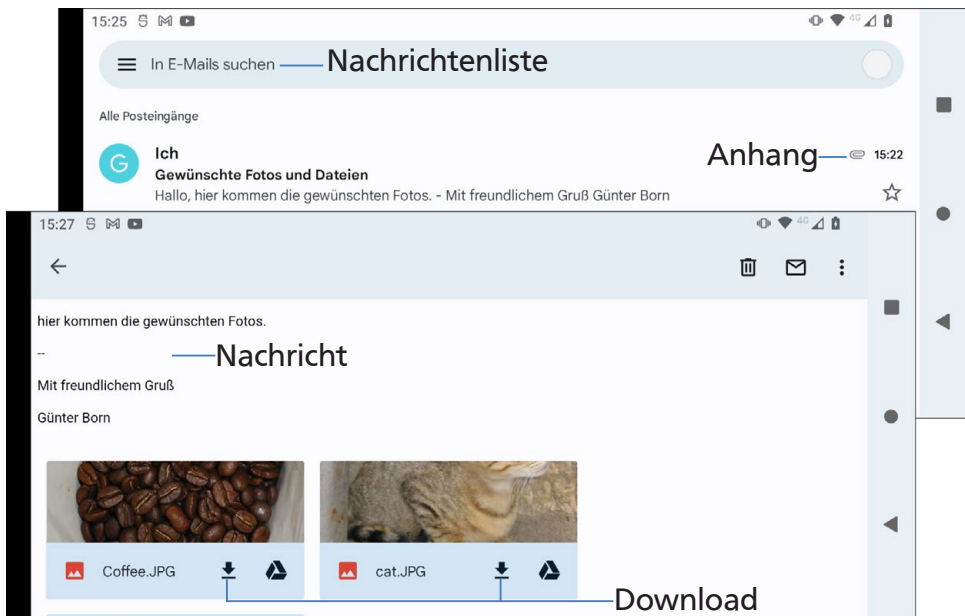 15:25
4G
In E-Mails suchen
Nachrichtenliste
Alle Posteingänge
G
Ich
Anhang
15:22
Gewünschte Fotos und Dateien
Hallo, hier kommen die gewünschten Fotos. - Mit freundlichem Gruß Günter Born
15:27
4G
hier kommen die gewünschten Fotos.
--
Nachricht
Mit freundlichem Gruß
Günter Born
Coffee.JPG
cat.JPG
Download